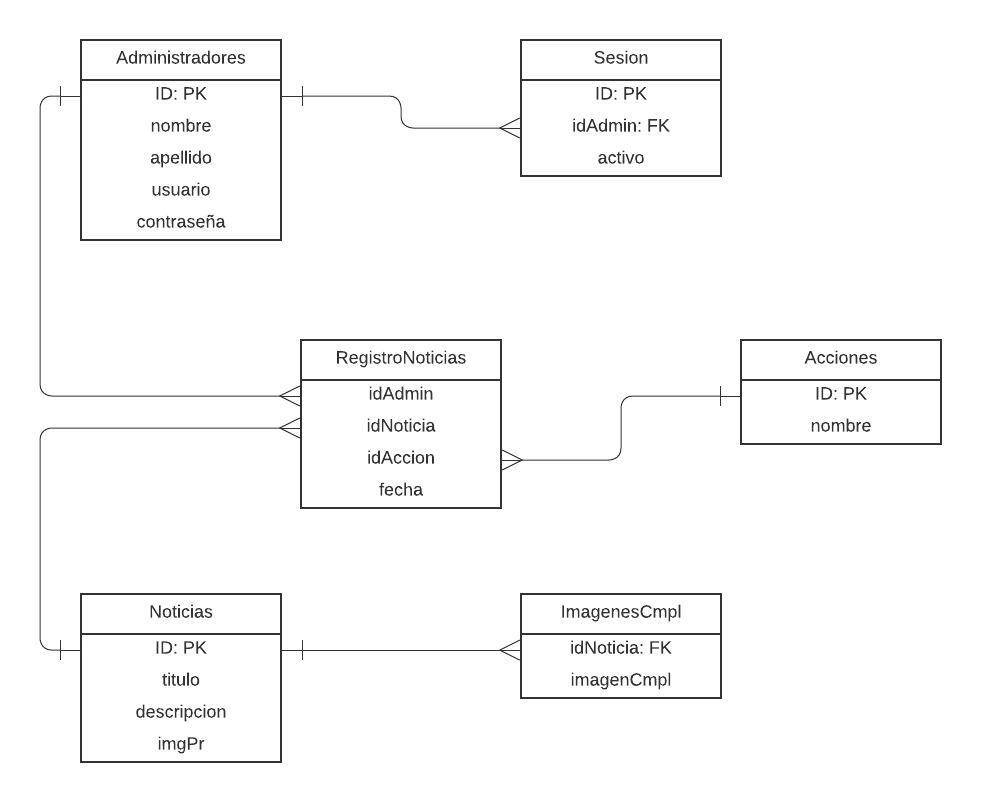 Administradores
ID: PK
nombre
apellido
usuario
contraseña
Sesion
ID: PK
idAdmin: FK
activo
RegistroNoticias
idAdmin
idNoticia
idAccion
fecha
Acciones
ID: PK
nombre
Noticias
ID: PK
titulo
descripcion
imgPr
ImagenesCmpl
idNoticia: FK
imagenCmpl